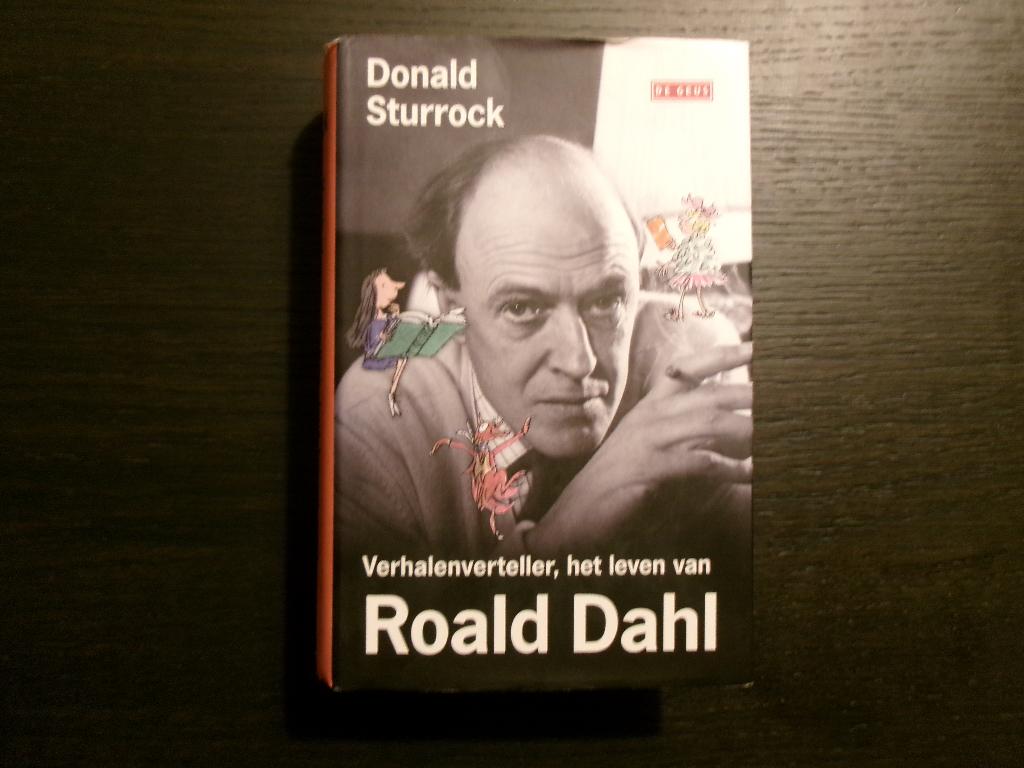 Donald
Sturrock
DE GEUS
Verhalenverteller, het leven van
Roald Dahl